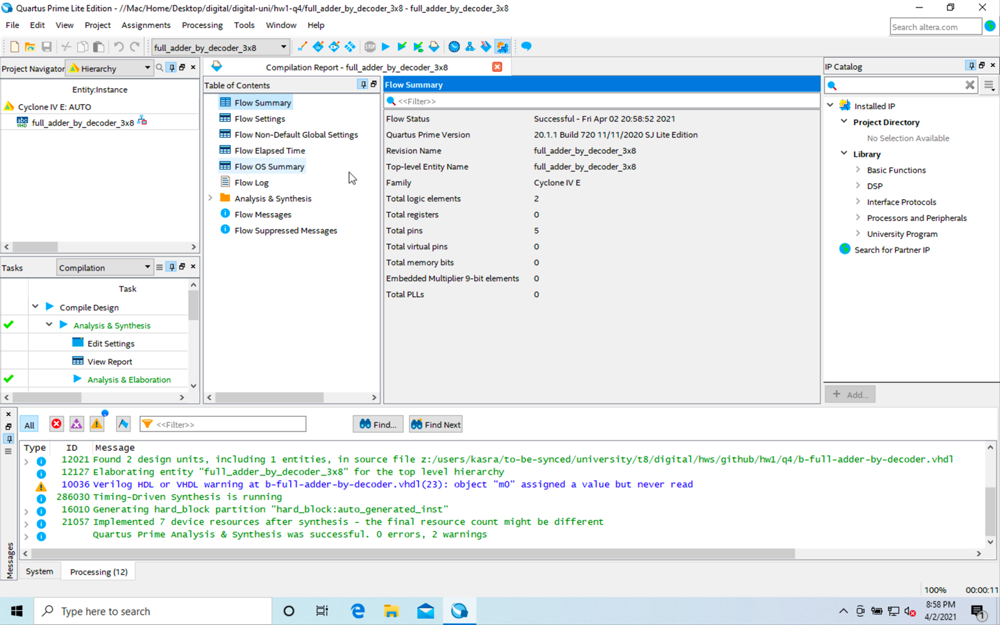 Quartus Prime Lite Edition - //Mac/Home/Desktop/digital/digital-uni/hw1-q4/full_adder_by_decoder_3x8 - full_adder_by_decoder_3x8
File Edit View Project Assignments Processing Tools Window Help
Search altera.com
full_adder_by_decoder_3x8
STOP
Project Navigator Hierarchy
Entity:Instance
Cyclone IV E: AUTO
abc
VHD
full_adder_by_decoder_3x8
Tasks Compilation
Task
Compile Design
Analysis & Synthesis
Edit Settings
View Report
Analysis & Elaboration
Compilation Report - full_adder_by_decoder_3x8
Table of Contents
Flow Summary
Flow Settings
Flow Non-Default Global Settings
Flow Elapsed Time
Flow OS Summary
Flow Log
Analysis & Synthesis
Flow Messages
Flow Suppressed Messages
Flow Summary
<<Filter>>
Flow Status Successful - Fri Apr 02 20:58:52 2021
Quartus Prime Version 20.1.1 Build 720 11/11/2020 SJ Lite Edition
Revision Name full_adder_by_decoder_3x8
Top-level Entity Name full_adder_by_decoder_3x8
Family Cyclone IV E
Total logic elements 2
Total registers 0
Total pins 5
Total virtual pins 0
Total memory bits 0
Embedded Multiplier 9-bit elements 0
Total PLLs 0
IP Catalog
Installed IP
Project Directory
No Selection Available
Library
Basic Functions
DSP
Interface Protocols
Processors and Peripherals
University Program
Search for Partner IP
+ Add...
All <<Filter>> Find... Find Next
Type ID Message
12021 Found 2 design units, including 1 entities, in source file z:/users/kasra/to-be-synced/university/t8/digital/hws/github/hw1/q4/b-full-adder-by-decoder.vhdl
12127 Elaborating entity "full_adder_by_decoder_3x8" for the top level hierarchy
10036 Verilog HDL or VHDL warning at b-full-adder-by-decoder.vhdl(23): object "m0" assigned a value but never read
286030 Timing-Driven Synthesis is running
16010 Generating hard_block partition "hard_block:auto_generated_inst"
21057 Implemented 7 device resources after synthesis - the final resource count might be different
Quartus Prime Analysis & Synthesis was successful. 0 errors, 2 warnings
Messages
System Processing (12)
100% 00:00:11
Type here to search
8:58 PM
4/2/2021
1